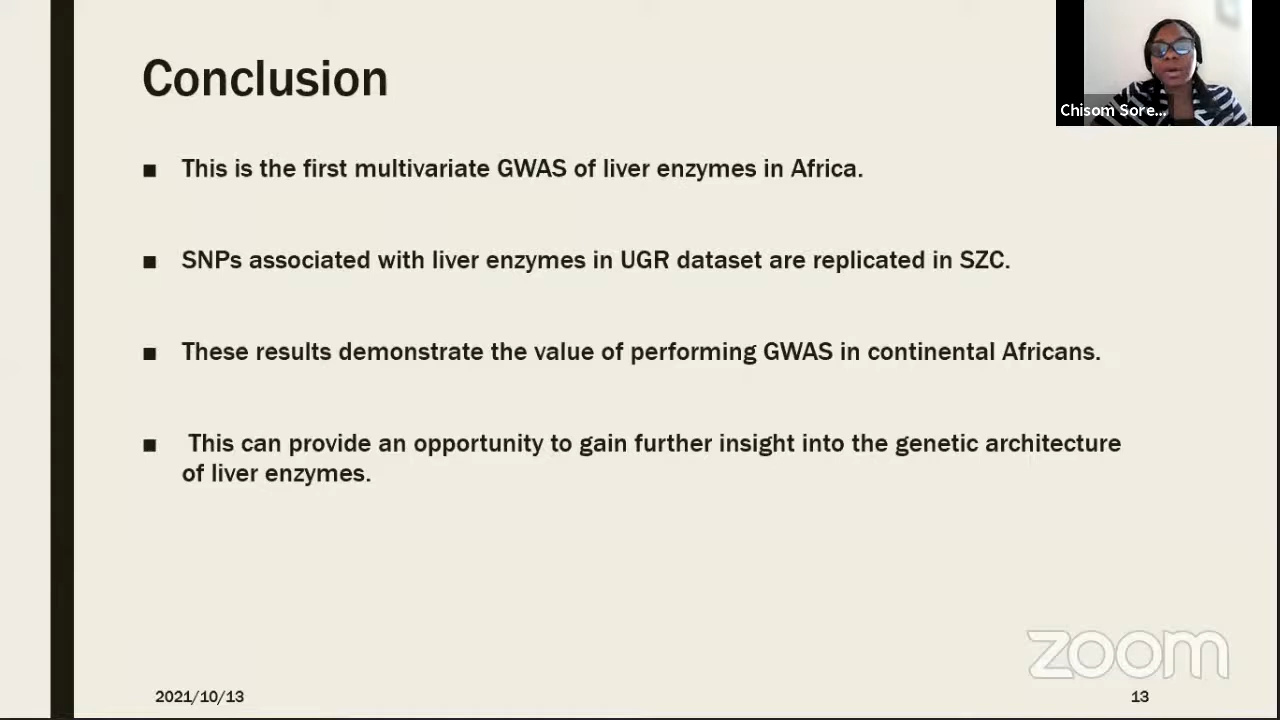 Conclusion
Chisom Sore...
■ This is the first multivariate GWAS of liver enzymes in Africa.
■ SNPs associated with liver enzymes in UGR dataset are replicated in SZC.
■ These results demonstrate the value of performing GWAS in continental Africans.
■ This can provide an opportunity to gain further insight into the genetic architecture
of liver enzymes.
zoom
2021/10/13
13